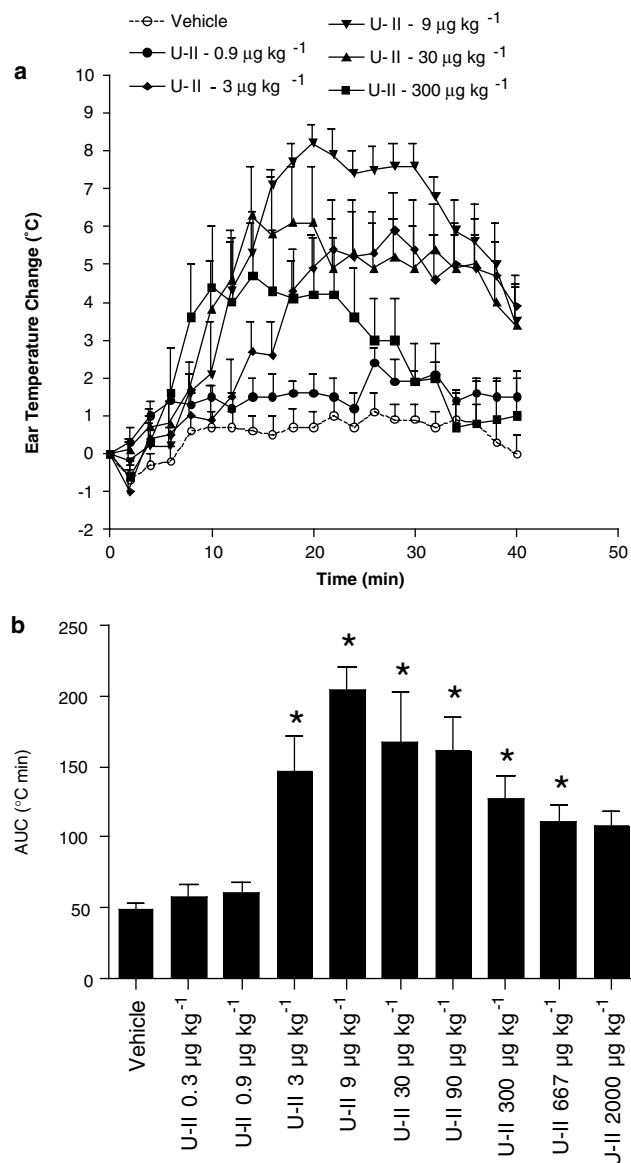 Vehicle
U-II - 0.9 µg kg⁻¹
U-II - 3 µg kg⁻¹
U-II - 9 µg kg⁻¹
U-II - 30 µg kg⁻¹
U-II - 300 µg kg⁻¹
a
10
9
8
7
6
5
4
3
2
1
0
-1
-2
Ear Temperature Change (°C)
0 10 20 30 40 50
Time (min)
b
250
200
150
100
50
0
AUC (°C min)
* * * * * *
Vehicle
U-II 0.3 µg kg⁻¹
U-II 0.9 µg kg⁻¹
U-II 3 µg kg⁻¹
U-II 9 µg kg⁻¹
U-II 30 µg kg⁻¹
U-II 90 µg kg⁻¹
U-II 300 µg kg⁻¹
U-II 667 µg kg⁻¹
U-II 2000 µg kg⁻¹